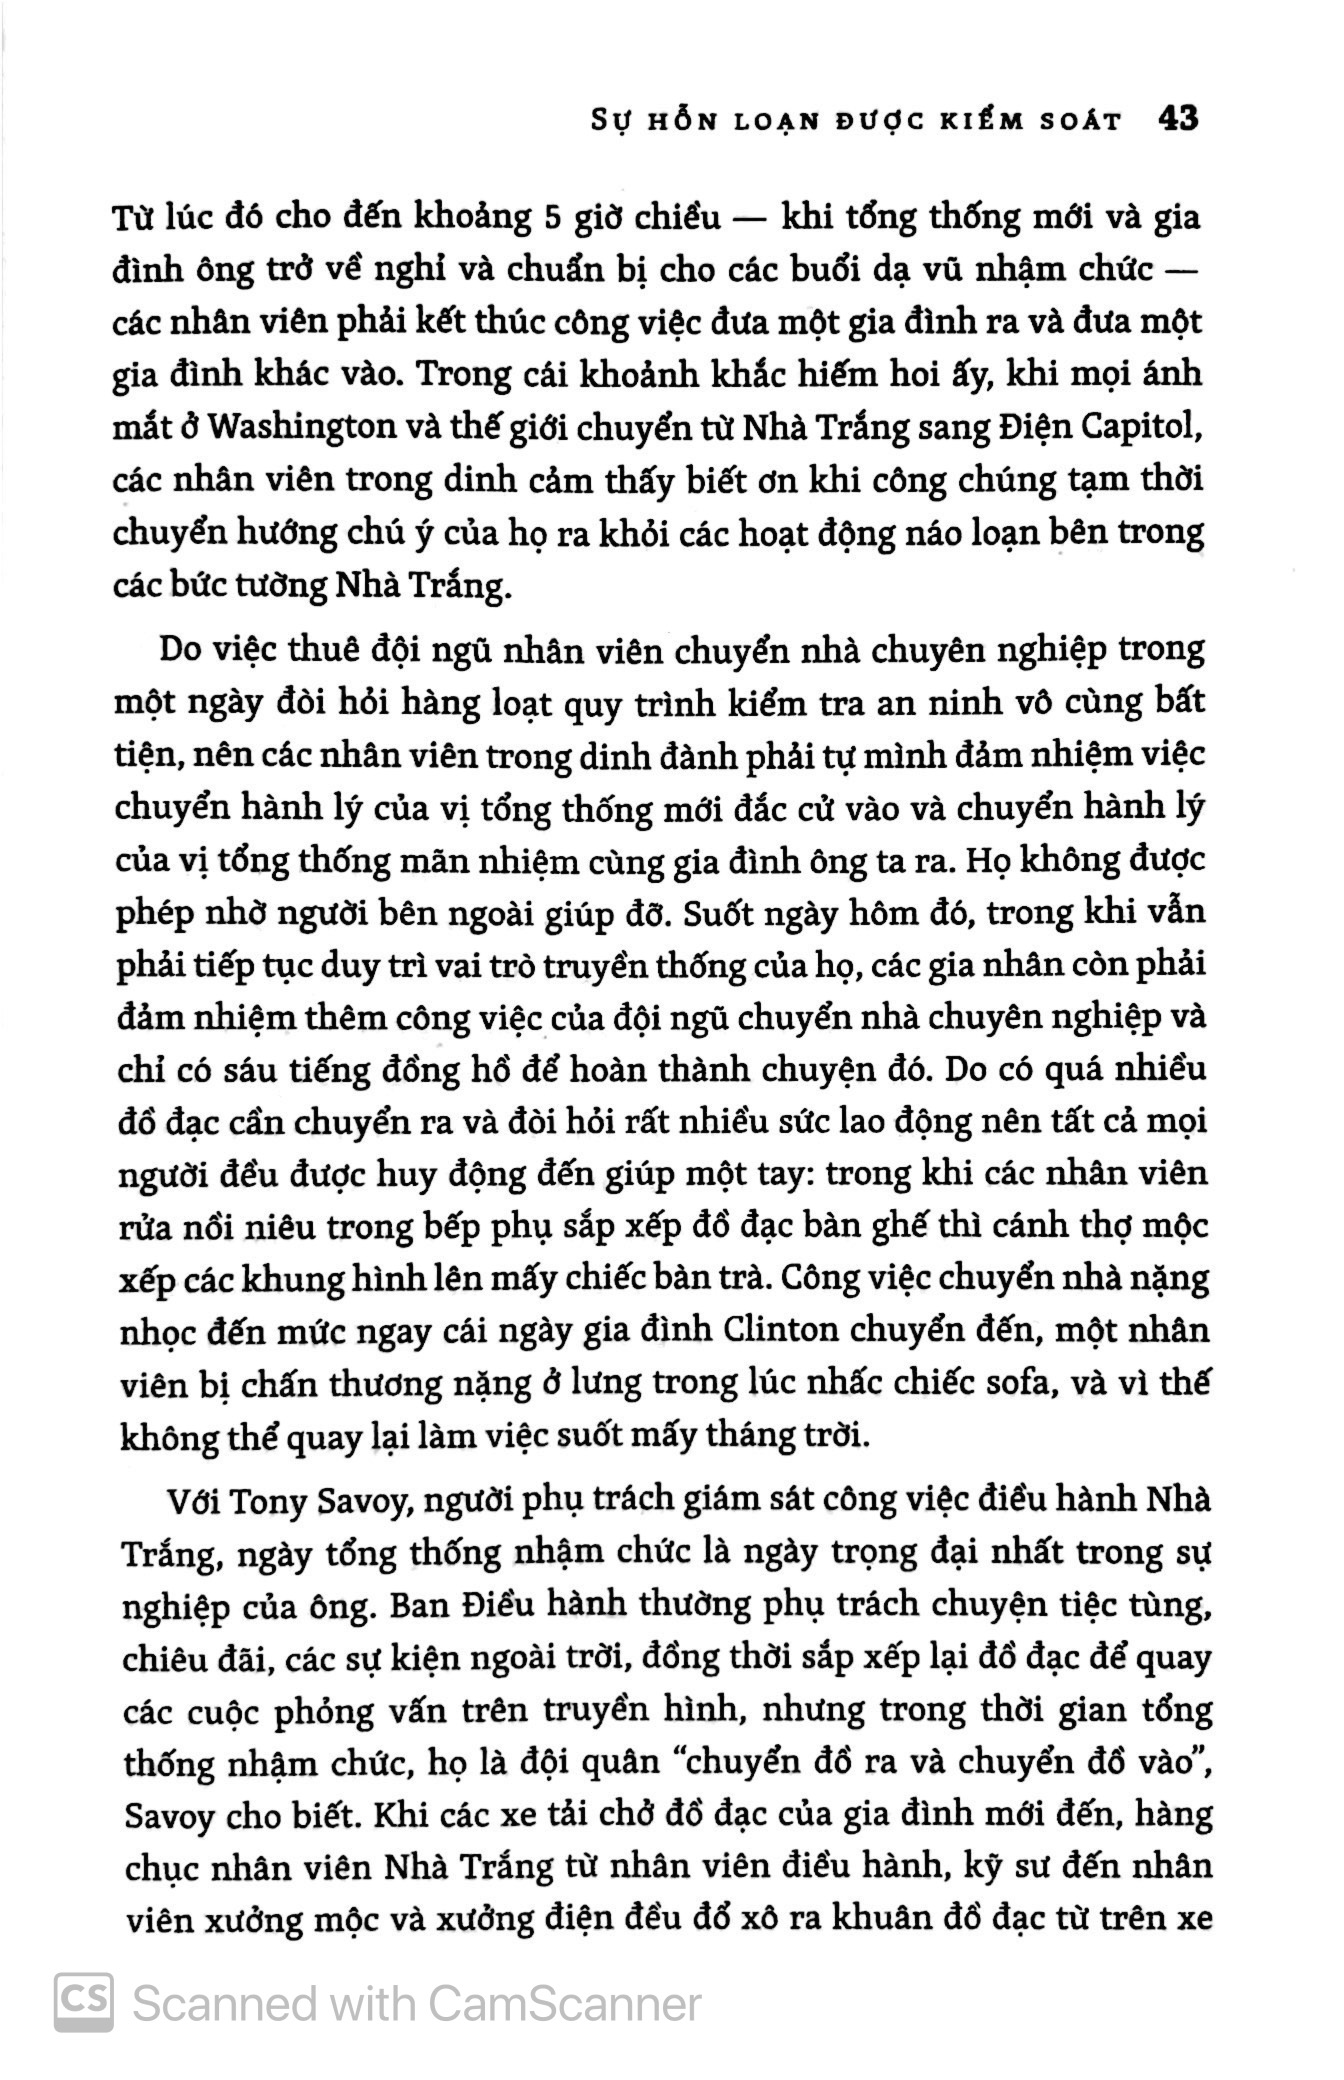 SỰ HỖN LOẠN ĐƯỢC KIỂM SOÁT 43
Từ lúc đó cho đến khoảng 5 giờ chiều — khi tổng thống mới và gia
đình ông trở về nghỉ và chuẩn bị cho các buổi dạ vũ nhậm chức —
các nhân viên phải kết thúc công việc đưa một gia đình ra và đưa một
gia đình khác vào. Trong cái khoảnh khắc hiếm hoi ấy, khi mọi ánh
mắt ở Washington và thế giới chuyển từ Nhà Trắng sang Điện Capitol,
các nhân viên trong dinh cảm thấy biết ơn khi công chúng tạm thời
chuyển hướng chú ý của họ ra khỏi các hoạt động náo loạn bên trong
các bức tường Nhà Trắng.
Do việc thuê đội ngũ nhân viên chuyển nhà chuyên nghiệp trong
một ngày đòi hỏi hàng loạt quy trình kiểm tra an ninh vô cùng bất
tiện, nên các nhân viên trong dinh đành phải tự mình đảm nhiệm việc
chuyển hành lý của vị tổng thống mới đắc cử vào và chuyển hành lý
của vị tổng thống mãn nhiệm cùng gia đình ông ta ra. Họ không được
phép nhờ người bên ngoài giúp đỡ. Suốt ngày hôm đó, trong khi vẫn
phải tiếp tục duy trì vai trò truyền thống của họ, các gia nhân còn phải
đảm nhiệm thêm công việc của đội ngũ chuyển nhà chuyên nghiệp và
chỉ có sáu tiếng đồng hồ để hoàn thành chuyện đó. Do có quá nhiều
đồ đạc cần chuyển ra và đòi hỏi rất nhiều sức lao động nên tất cả mọi
người đều được huy động đến giúp một tay: trong khi các nhân viên
rửa nồi niêu trong bếp phụ sắp xếp đồ đạc bàn ghế thì cánh thợ mộc
xếp các khung hình lên mấy chiếc bàn trà. Công việc chuyển nhà nặng
nhọc đến mức ngay cái ngày gia đình Clinton chuyển đến, một nhân
viên bị chấn thương nặng ở lưng trong lúc nhấc chiếc sofa, và vì thế
không thể quay lại làm việc suốt mấy tháng trời.
Với Tony Savoy, người phụ trách giám sát công việc điều hành Nhà
Trắng, ngày tổng thống nhậm chức là ngày trọng đại nhất trong sự
nghiệp của ông. Ban Điều hành thường phụ trách chuyện tiệc tùng,
chiêu đãi, các sự kiện ngoài trời, đồng thời sắp xếp lại đồ đạc để quay
các cuộc phỏng vấn trên truyền hình, nhưng trong thời gian tổng
thống nhậm chức, họ là đội quân “chuyển đồ ra và chuyển đồ vào”,
Savoy cho biết. Khi các xe tải chở đồ đạc của gia đình mới đến, hàng
chục nhân viên Nhà Trắng từ nhân viên điều hành, kỹ sư đến nhân
viên xưởng mộc và xưởng điện đều đổ xô ra khuân đồ đạc từ trên xe
CS Scanned with CamScanner